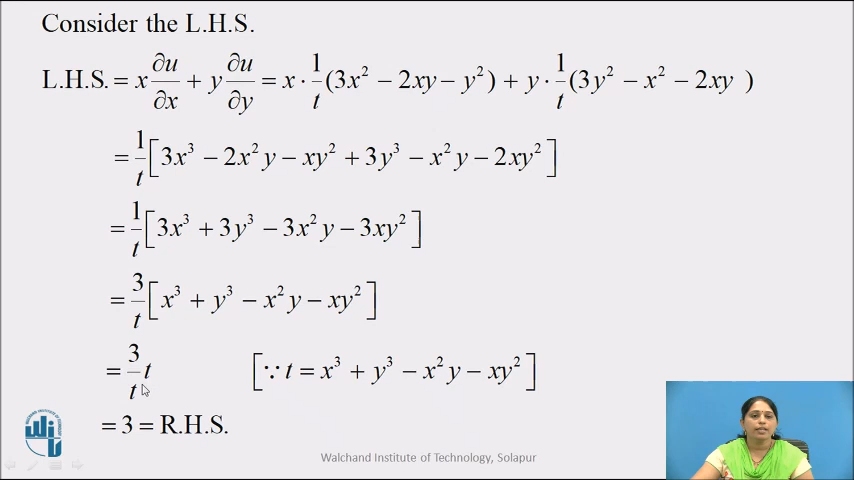 Consider the L.H.S.
L.H.S. = x ∂u/∂x + y ∂u/∂y = x · 1/t (3x² − 2xy − y²) + y · 1/t (3y² − x² − 2xy )
= 1/t [3x³ − 2x²y − xy² + 3y³ − x²y − 2xy²]
= 1/t [3x³ + 3y³ − 3x²y − 3xy²]
= 3/t [x³ + y³ − x²y − xy²]
= 3/t t [∵ t = x³ + y³ − x²y − xy²]
= 3 = R.H.S.
Walchand Institute of Technology, Solapur